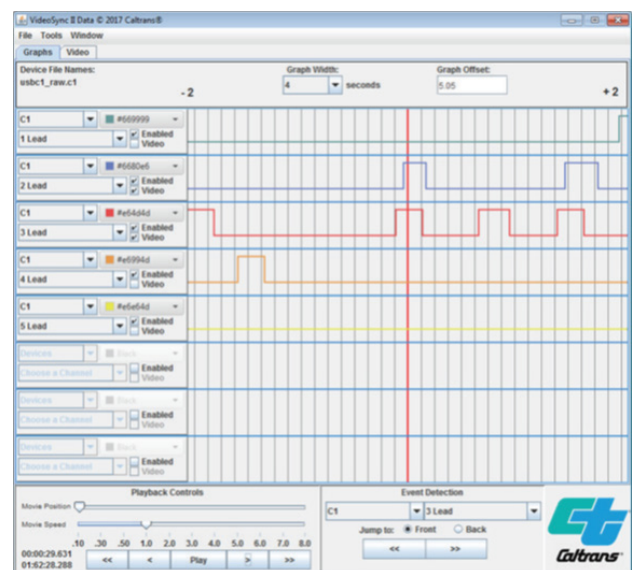 VideoSync II Data © 2017 Caltrans®
File Tools Window
Graphs Video
Device File Names:
usbc1_raw.c1
Graph Width:
4 seconds
Graph Offset:
5.05
- 2
+ 2
C1 #669999
1 Lead Enabled
Video
C1 #6680e6
2 Lead Enabled
Video
C1 #e64d4d
3 Lead Enabled
Video
C1 #e6994d
4 Lead Enabled
Video
C1 #e6e64d
5 Lead Enabled
Video
Devices Black
Choose a Channel Enabled
Video
Devices Black
Choose a Channel Enabled
Video
Devices Black
Choose a Channel Enabled
Video
Playback Controls
Movie Position
Movie Speed
.10 .30 .50 1.0 2.0 3.0 4.0 5.0 6.0 7.0 8.0
00:00:29.631
01:62:28.288
<< < Play > >>
Event Detection
C1 3 Lead
Jump to: Front Back
<< >>
Caltrans